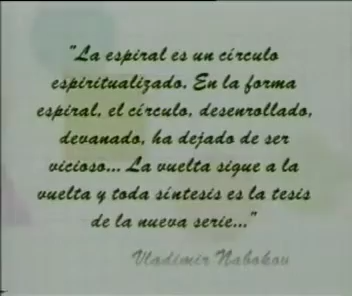 "La espiral es un círculo
espiritualizado. En la forma
espiral, el círculo, desenrollado,
devanado, ha dejado de ser
vicioso... La vuelta sigue a la
vuelta y toda síntesis es la tesis
de la nueva serie..."
Vladimir Nabokov